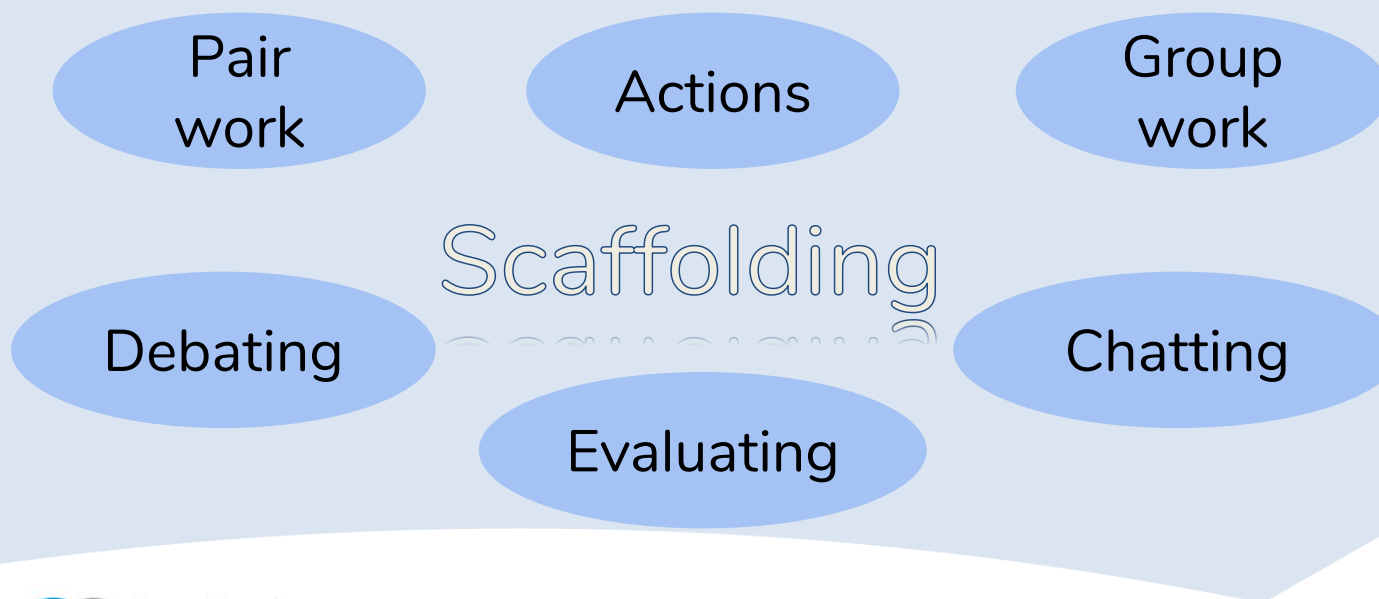 Pair
work
Actions
Group
work
Scaffolding
Debating
Chatting
Evaluating